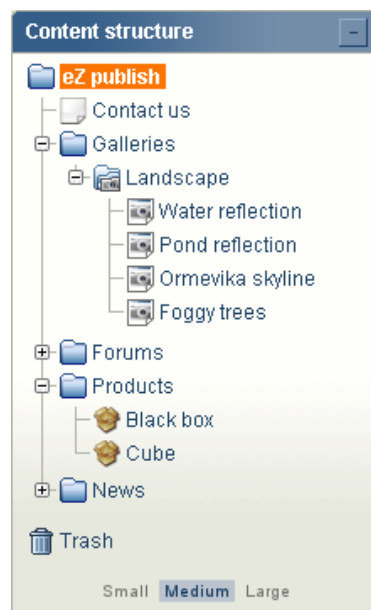 Content structure
eZ publish
Contact us
Galleries
Landscape
Water reflection
Pond reflection
Ormevika skyline
Foggy trees
Forums
Products
Black box
Cube
News
Trash
Small Medium Large